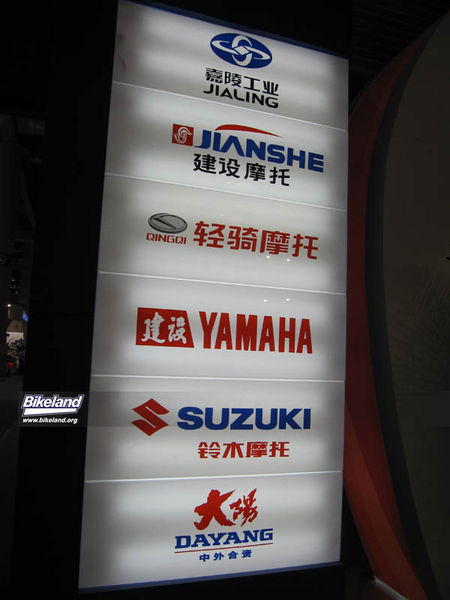 嘉陵工业
JIALING
JIANSHE
建设摩托
QINGQI
轻骑摩托
建设 YAMAHA
Bikeland
www.bikeland.org
SUZUKI
铃木摩托
大陽
DAYANG
中外合资